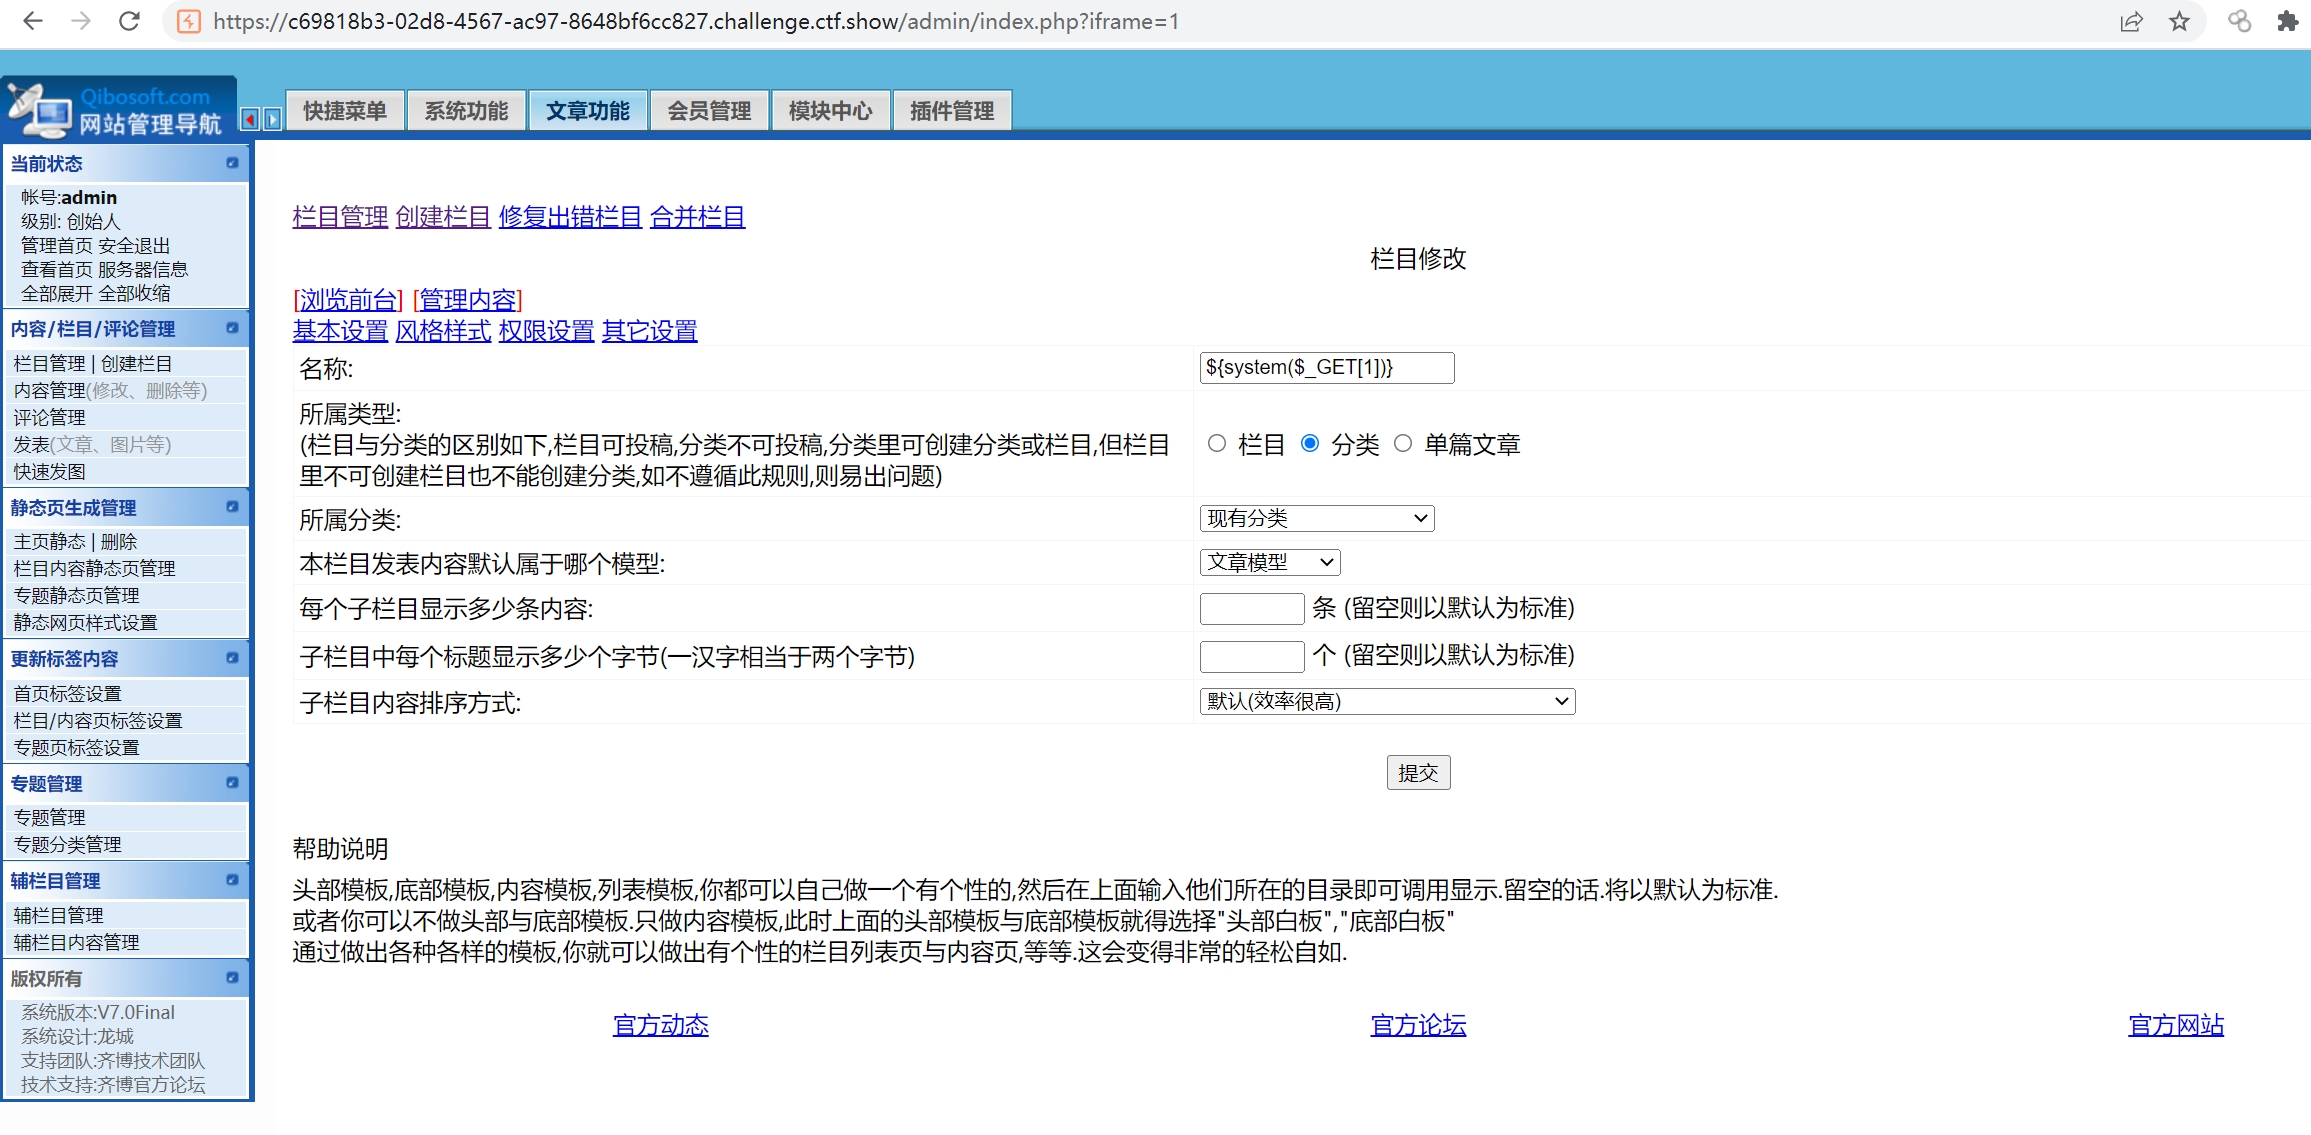 https://c69818b3-02d8-4567-ac97-8648bf6cc827.challenge.ctf.show/admin/index.php?iframe=1
Qibosoft.com
网站管理导航
快捷菜单 系统功能 文章功能 会员管理 模块中心 插件管理
当前状态
帐号:admin
级别: 创始人
管理首页 安全退出
查看首页 服务器信息
全部展开 全部收缩
内容/栏目/评论管理
栏目管理 | 创建栏目
内容管理(修改、删除等)
评论管理
发表(文章、图片等)
快速发图
静态页生成管理
主页静态 | 删除
栏目内容静态页管理
专题静态页管理
静态网页样式设置
更新标签内容
首页标签设置
栏目/内容页标签设置
专题页标签设置
专题管理
专题管理
专题分类管理
辅栏目管理
辅栏目管理
辅栏目内容管理
版权所有
系统版本:V7.0Final
系统设计:龙城
支持团队:齐博技术团队
技术支持:齐博官方论坛
栏目管理 创建栏目 修复出错栏目 合并栏目
栏目修改
[浏览前台] [管理内容]
基本设置 风格样式 权限设置 其它设置
名称: ${system($_GET[1])}
所属类型:
(栏目与分类的区别如下,栏目可投稿,分类不可投稿,分类里可创建分类或栏目,但栏目
里不可创建栏目也不能创建分类,如不遵循此规则,则易出问题)
栏目 分类 单篇文章
所属分类: 现有分类
本栏目发表内容默认属于哪个模型: 文章模型
每个子栏目显示多少条内容: 条 (留空则以默认为标准)
子栏目中每个标题显示多少个字节(一汉字相当于两个字节) 个 (留空则以默认为标准)
子栏目内容排序方式: 默认(效率很高)
提交
帮助说明
头部模板,底部模板,内容模板,列表模板,你都可以自己做一个有个性的,然后在上面输入他们所在的目录即可调用显示.留空的话.将以默认为标准.
或者你可以不做头部与底部模板.只做内容模板,此时上面的头部模板与底部模板就得选择"头部白板","底部白板"
通过做出各种各样的模板,你就可以做出有个性的栏目列表页与内容页,等等.这会变得非常的轻松自如.
官方动态 官方论坛 官方网站